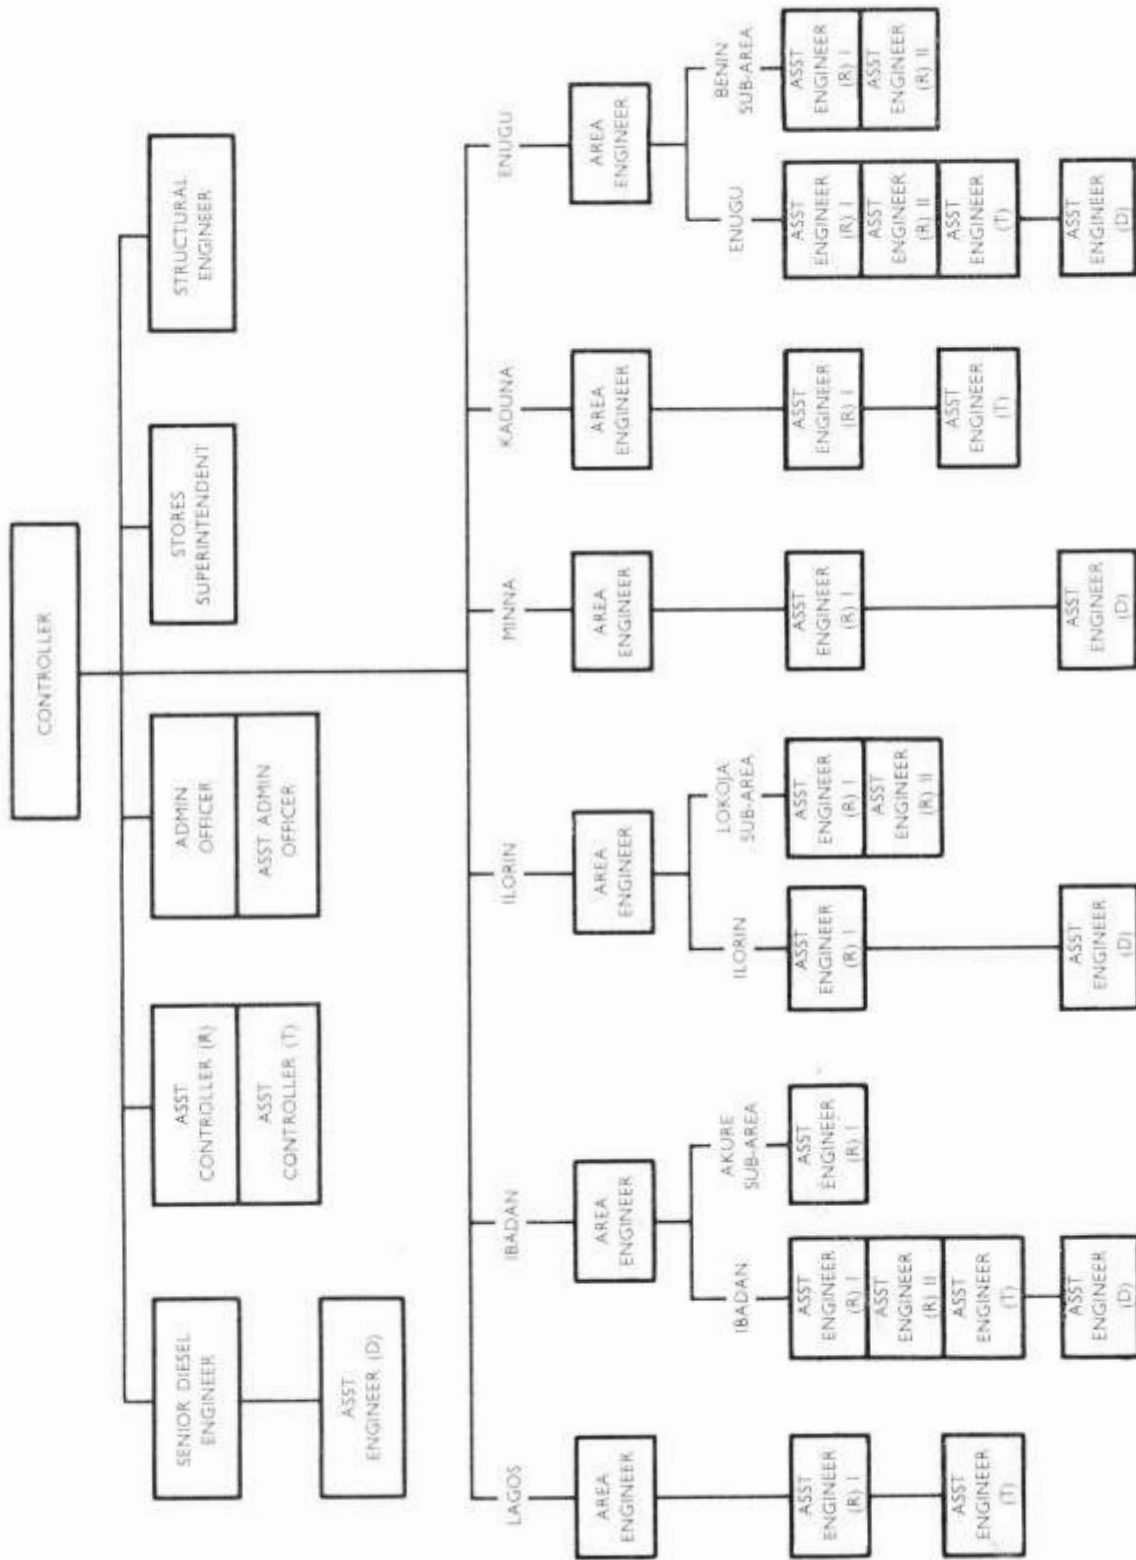 CONTROLLER
SENIOR DIESEL
ENGINEER
ASST
ENGINEER (D)
ASST
CONTROLLER (R)
ASST
CONTROLLER (T)
ADMIN
OFFICER
ASST ADMIN
OFFICER
STORES
SUPERINTENDENT
STRUCTURAL
ENGINEER
LAGOS
AREA
ENGINEER
ASST
ENGINEER
(R) I
ASST
ENGINEER
(T)
IBADAN
AREA
ENGINEER
IBADAN
ASST
ENGINEER
(R) I
ASST
ENGINEER
(R) II
ASST
ENGINEER
(T)
ASST
ENGINEER
(D)
AKURE
SUB-AREA
ASST
ENGINEER
(R) I
ILORIN
AREA
ENGINEER
ILORIN
ASST
ENGINEER
(R) I
ASST
ENGINEER
(D)
LOKOJA
SUB-AREA
ASST
ENGINEER
(R) I
ASST
ENGINEER
(R) II
MINNA
AREA
ENGINEER
ASST
ENGINEER
(R) I
ASST
ENGINEER
(D)
KADUNA
AREA
ENGINEER
ASST
ENGINEER
(R) I
ASST
ENGINEER
(T)
ENUGU
AREA
ENGINEER
ENUGU
ASST
ENGINEER
(R) I
ASST
ENGINEER
(R) II
ASST
ENGINEER
(T)
ASST
ENGINEER
(D)
BENIN
SUB-AREA
ASST
ENGINEER
(R) I
ASST
ENGINEER
(R) II